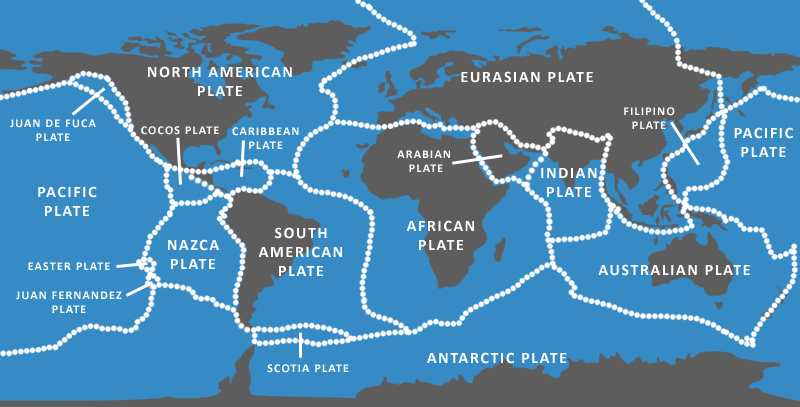 NORTH AMERICAN
PLATE
EURASIAN PLATE
JUAN DE FUCA
PLATE
COCOS PLATE
CARIBBEAN
PLATE
FILIPINO
PLATE
PACIFIC
PLATE
ARABIAN
PLATE
INDIAN
PLATE
PACIFIC
PLATE
NAZCA
PLATE
SOUTH
AMERICAN
PLATE
AFRICAN
PLATE
EASTER PLATE
AUSTRALIAN PLATE
JUAN FERNANDEZ
PLATE
SCOTIA PLATE
ANTARCTIC PLATE